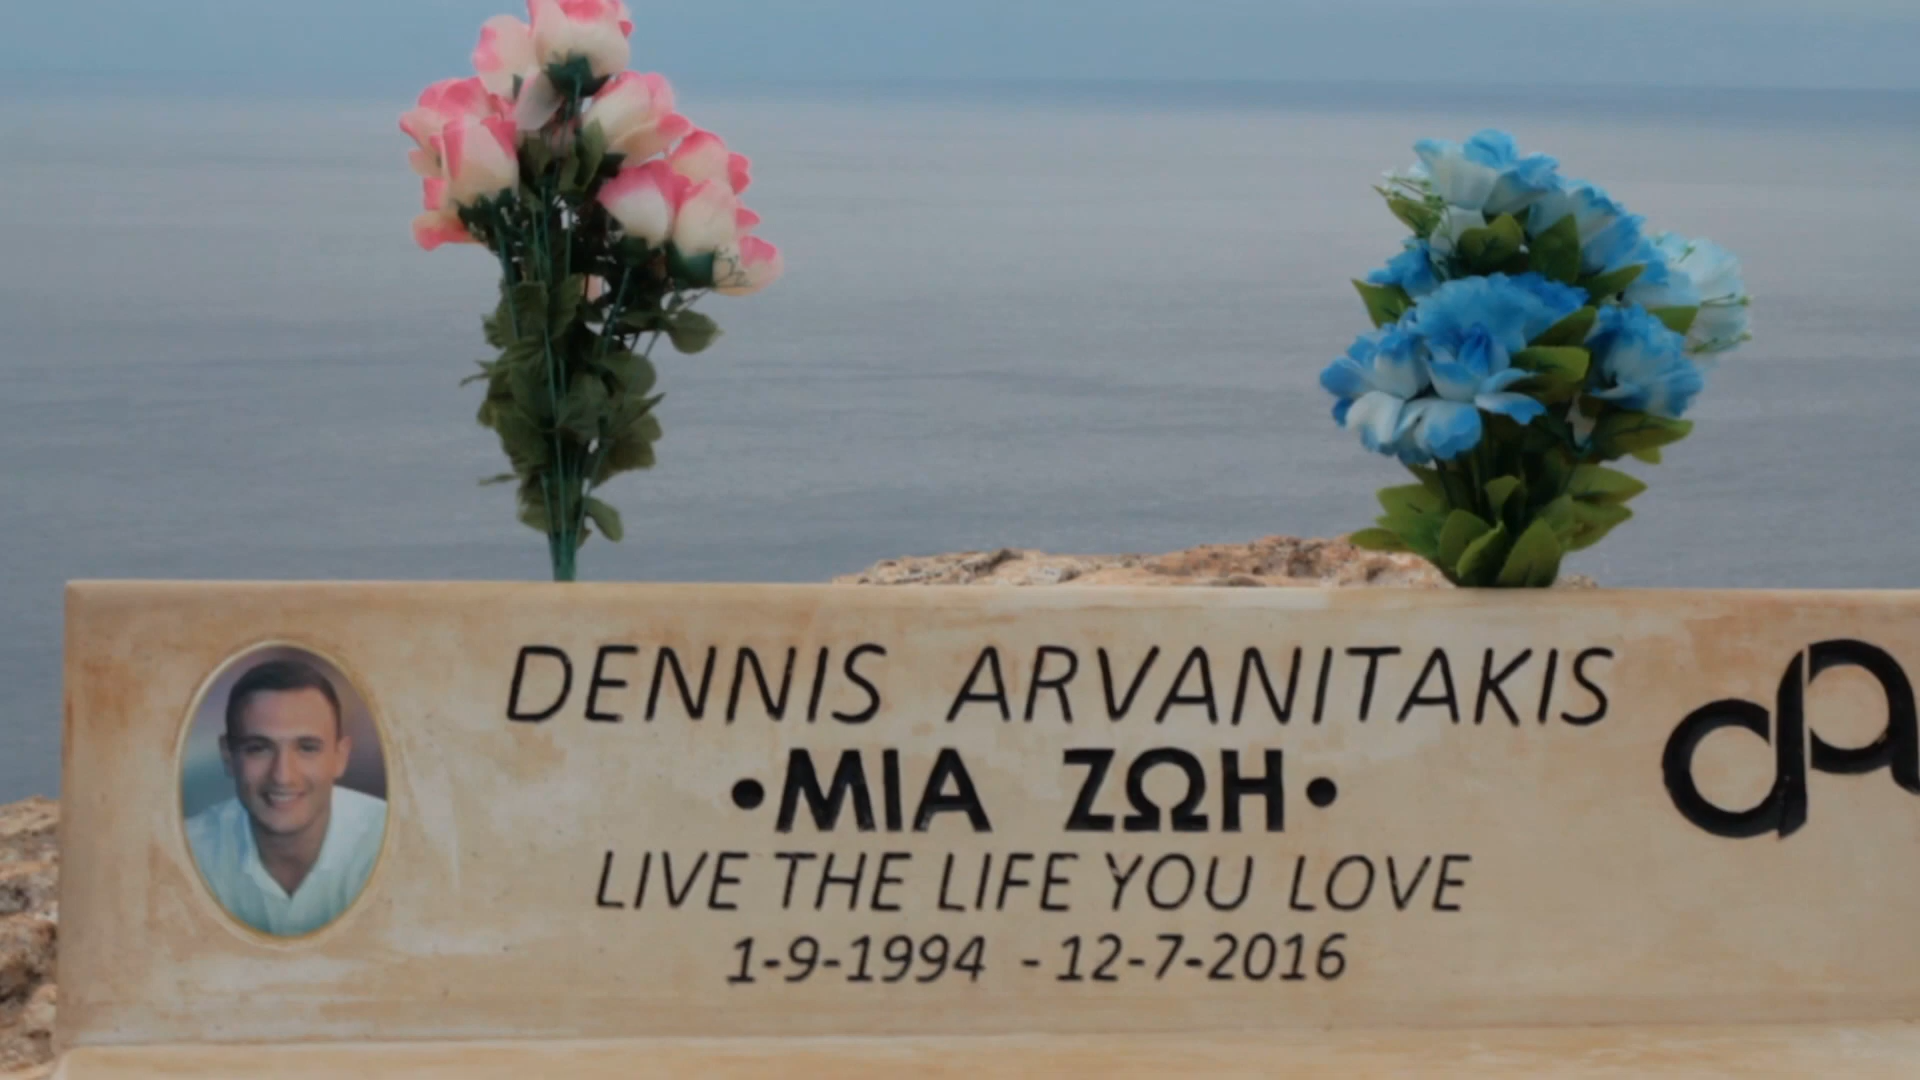 DENNIS ARVANITAKIS
•ΜΙΑ ΖΩΗ•
LIVE THE LIFE YOU LOVE
1-9-1994 - 12-7-2016